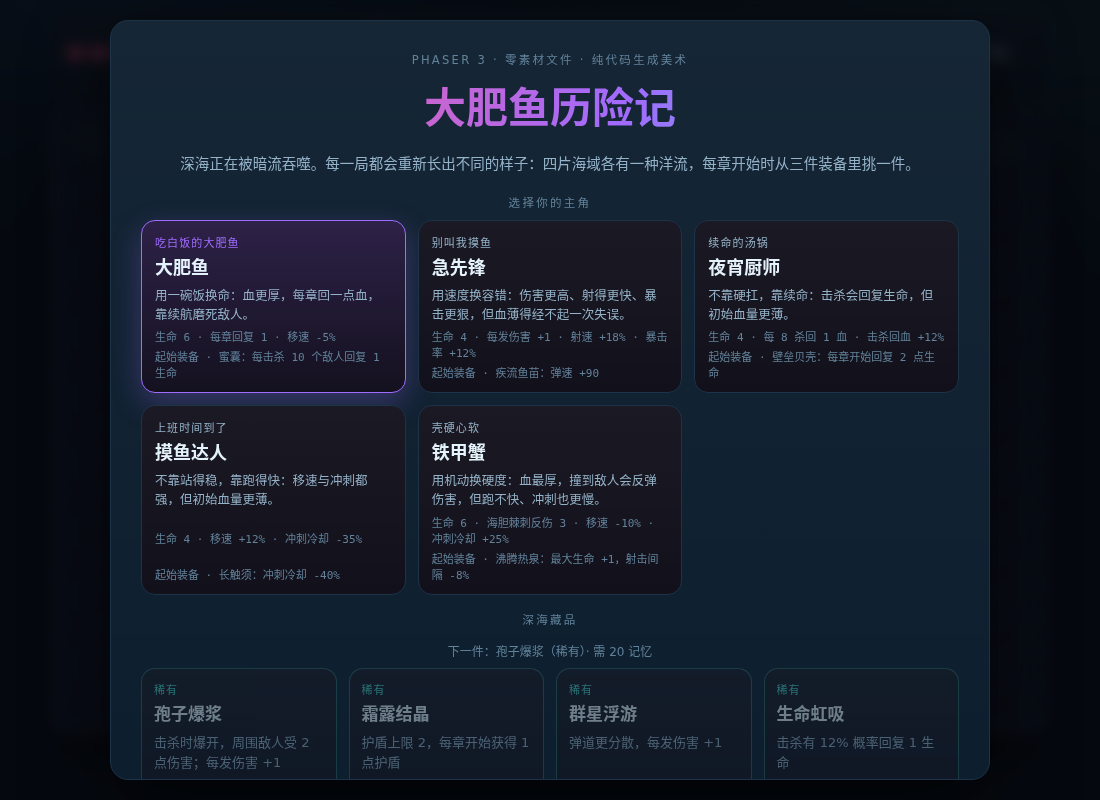 PHASER 3 · 零素材文件 · 纯代码生成美术
大肥鱼历险记
深海正在被暗流吞噬。每一局都会重新长出不同的样子：四片海域各有一种洋流，每章开始时从三件装备里挑一件。
选择你的主角
吃白饭的大肥鱼
大肥鱼
用一碗饭换命：血更厚，每章回一点血，
靠续航磨死敌人。
生命 6 · 每章回复 1 · 移速 -5%
起始装备 · 蜜囊：每击杀 10 个敌人回复 1
生命
别叫我摸鱼
急先锋
用速度换容错：伤害更高、射得更快、暴
击更狠，但血薄得经不起一次失误。
生命 4 · 每发伤害 +1 · 射速 +18% · 暴击
率 +12%
起始装备 · 疾流鱼苗：弹速 +90
续命的汤锅
夜宵厨师
不靠硬扛，靠续命：击杀会回复生命，但
初始血量更薄。
生命 4 · 每 8 杀回 1 血 · 击杀回血 +12%
起始装备 · 壁垒贝壳：每章开始回复 2 点生
命
上班时间到了
摸鱼达人
不靠站得稳，靠跑得快：移速与冲刺都
强，但初始血量更薄。
生命 4 · 移速 +12% · 冲刺冷却 -35%
起始装备 · 长触须：冲刺冷却 -40%
壳硬心软
铁甲蟹
用机动换硬度：血最厚，撞到敌人会反弹
伤害，但跑不快、冲刺也更慢。
生命 6 · 海胆棘刺反伤 3 · 移速 -10% ·
冲刺冷却 +25%
起始装备 · 沸腾热泉：最大生命 +1，射击间
隔 -8%
深海藏品
下一件：孢子爆浆（稀有）· 需 20 记忆
稀有
孢子爆浆
击杀时爆开，周围敌人受 2
点伤害；每发伤害 +1
稀有
霜露结晶
护盾上限 2，每章开始获得 1
点护盾
稀有
群星浮游
弹道更分散，每发伤害 +1
稀有
生命虹吸
击杀有 12% 概率回复 1 生
命